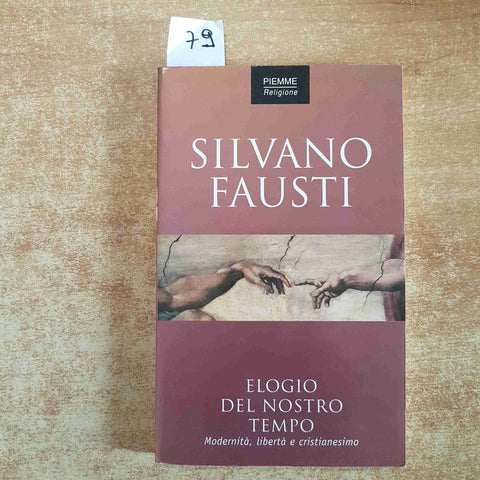 79
PIEMME
Religione
SILVANO
FAUSTI
ELOGIO
DEL NOSTRO
TEMPO
Modernità, libertà e cristianesimo